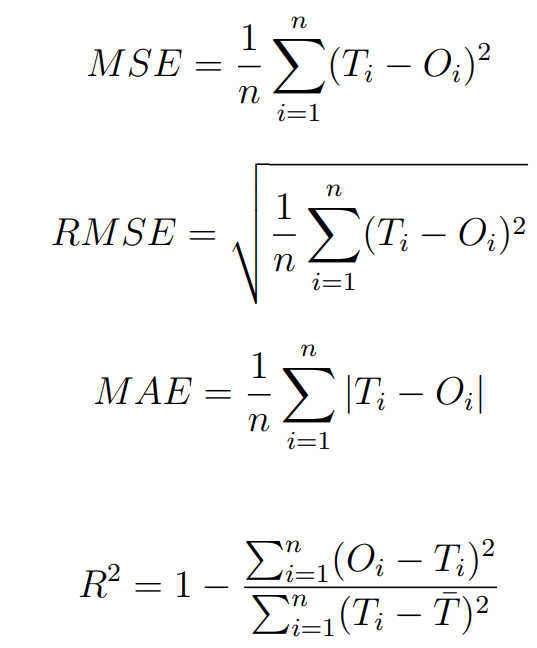 MSE = \frac{1}{n} \sum_{i=1}^{n} (T_i - O_i)^2
RMSE = \sqrt{\frac{1}{n} \sum_{i=1}^{n} (T_i - O_i)^2}
MAE = \frac{1}{n} \sum_{i=1}^{n} |T_i - O_i|
R^2 = 1 - \frac{\sum_{i=1}^{n} (O_i - T_i)^2}{\sum_{i=1}^{n} (T_i - \bar{T})^2}